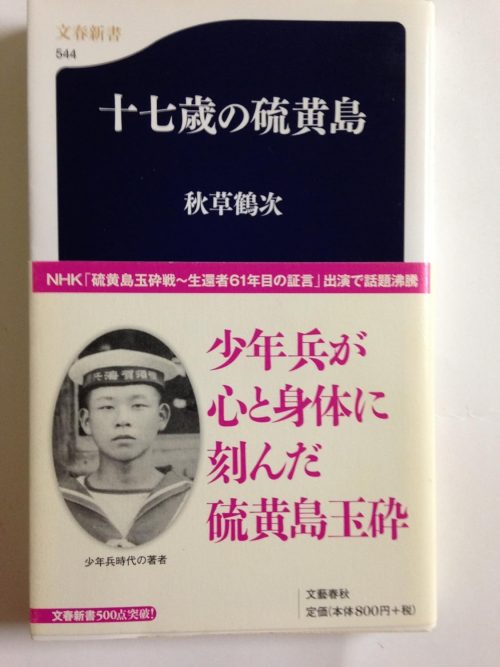 文春新書
544
十七歳の硫黄島
秋草鶴次
NHK「硫黄島玉砕戦〜生還者61年目の証言」出演で話題沸騰
少年兵が
心と身体に
刻んだ
硫黄島玉砕
少年兵時代の著者
文春新書500点突破!
文藝春秋
定価(本体800円+税)